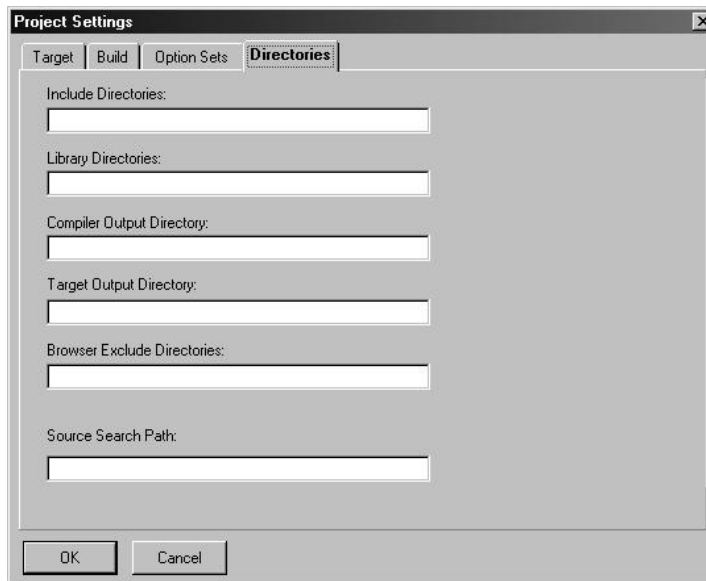 Project Settings
Target Build Option Sets Directories
Include Directories:
Library Directories:
Compiler Output Directory:
Target Output Directory:
Browser Exclude Directories:
Source Search Path:
OK Cancel